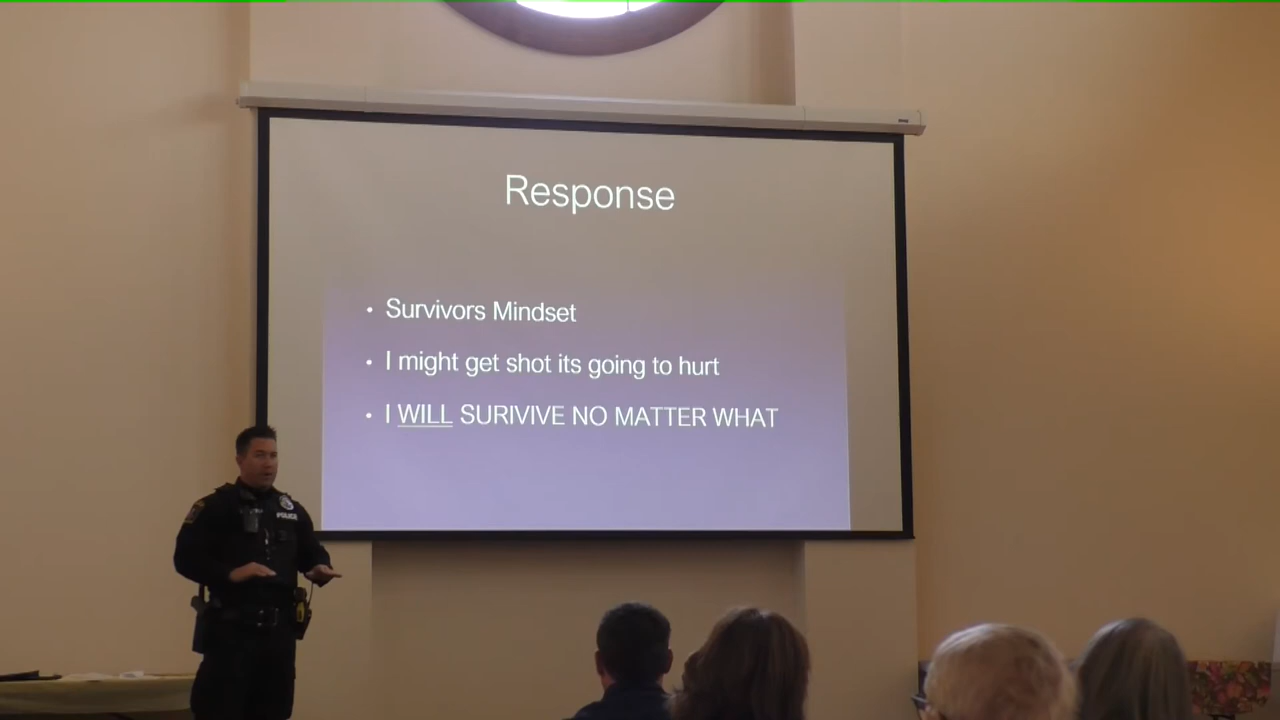 Response
• Survivors Mindset
• I might get shot its going to hurt
• I WILL SURIVIVE NO MATTER WHAT
POLICE